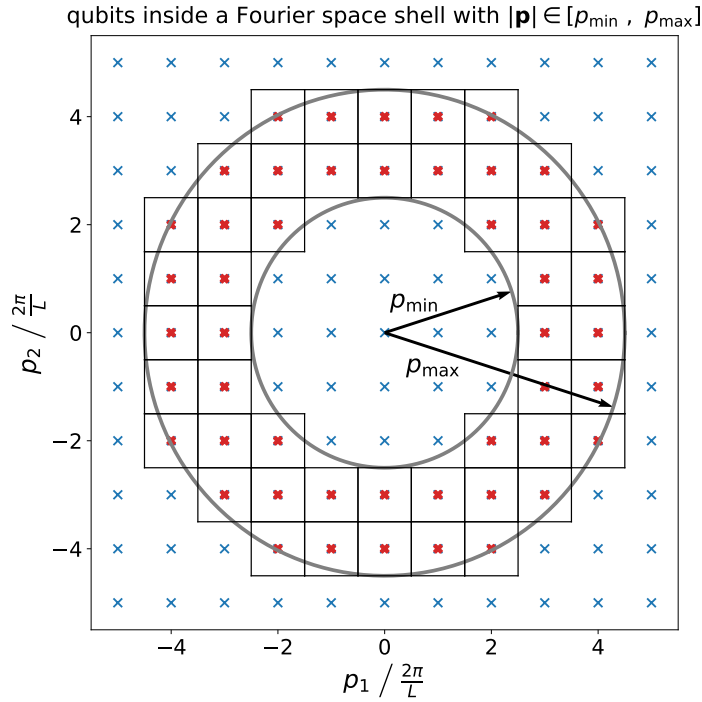 qubits inside a Fourier space shell with |p| ∈ [p_min , p_max]
4
2
0
−2
−4
p_2 / 2π/L
p_min
p_max
−4 −2 0 2 4
p_1 / 2π/L